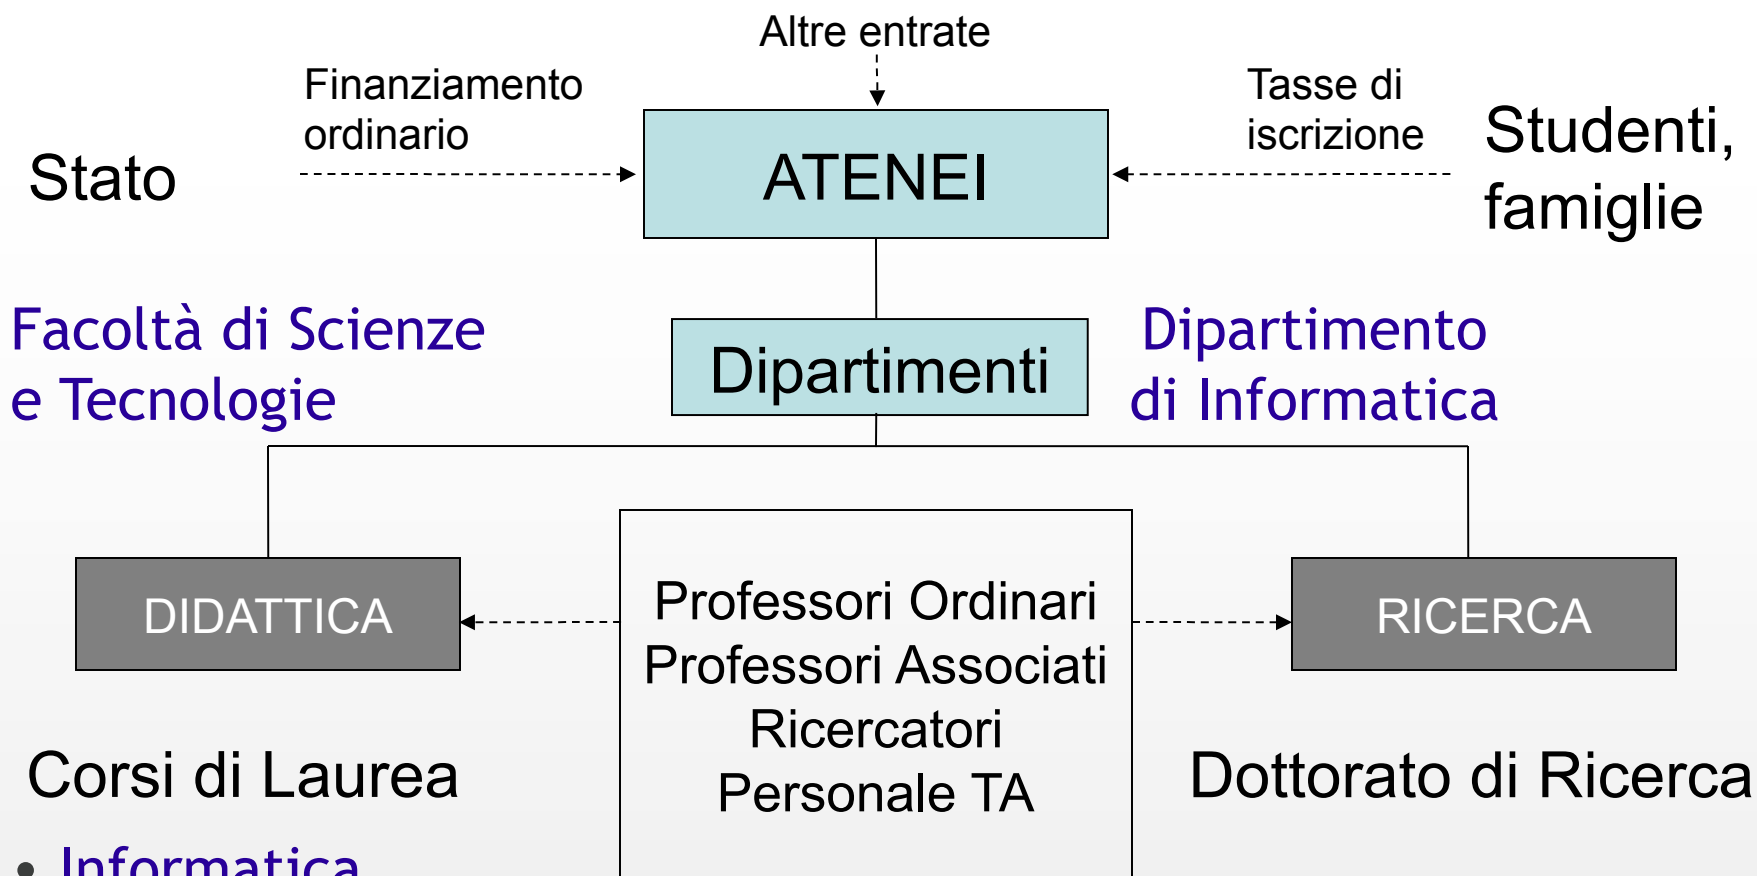 Altre entrate
Finanziamento
ordinario
Tasse di
iscrizione
Stato
ATENEI
Studenti,
famiglie
Facoltà di Scienze
e Tecnologie
Dipartimenti
Dipartimento
di Informatica
DIDATTICA
Professori Ordinari
Professori Associati
Ricercatori
Personale TA
RICERCA
Corsi di Laurea
Dottorato di Ricerca
• Informatica